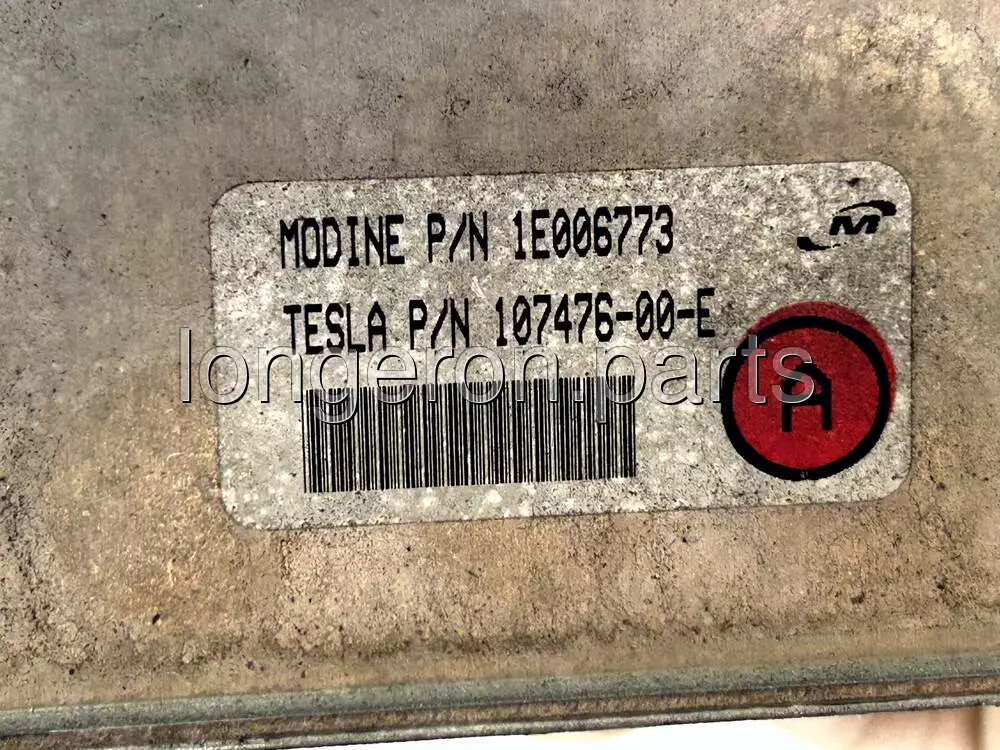 MODINE P/N 1E006773
M
TESLA P/N 107476-00-E
longeron.parts
A